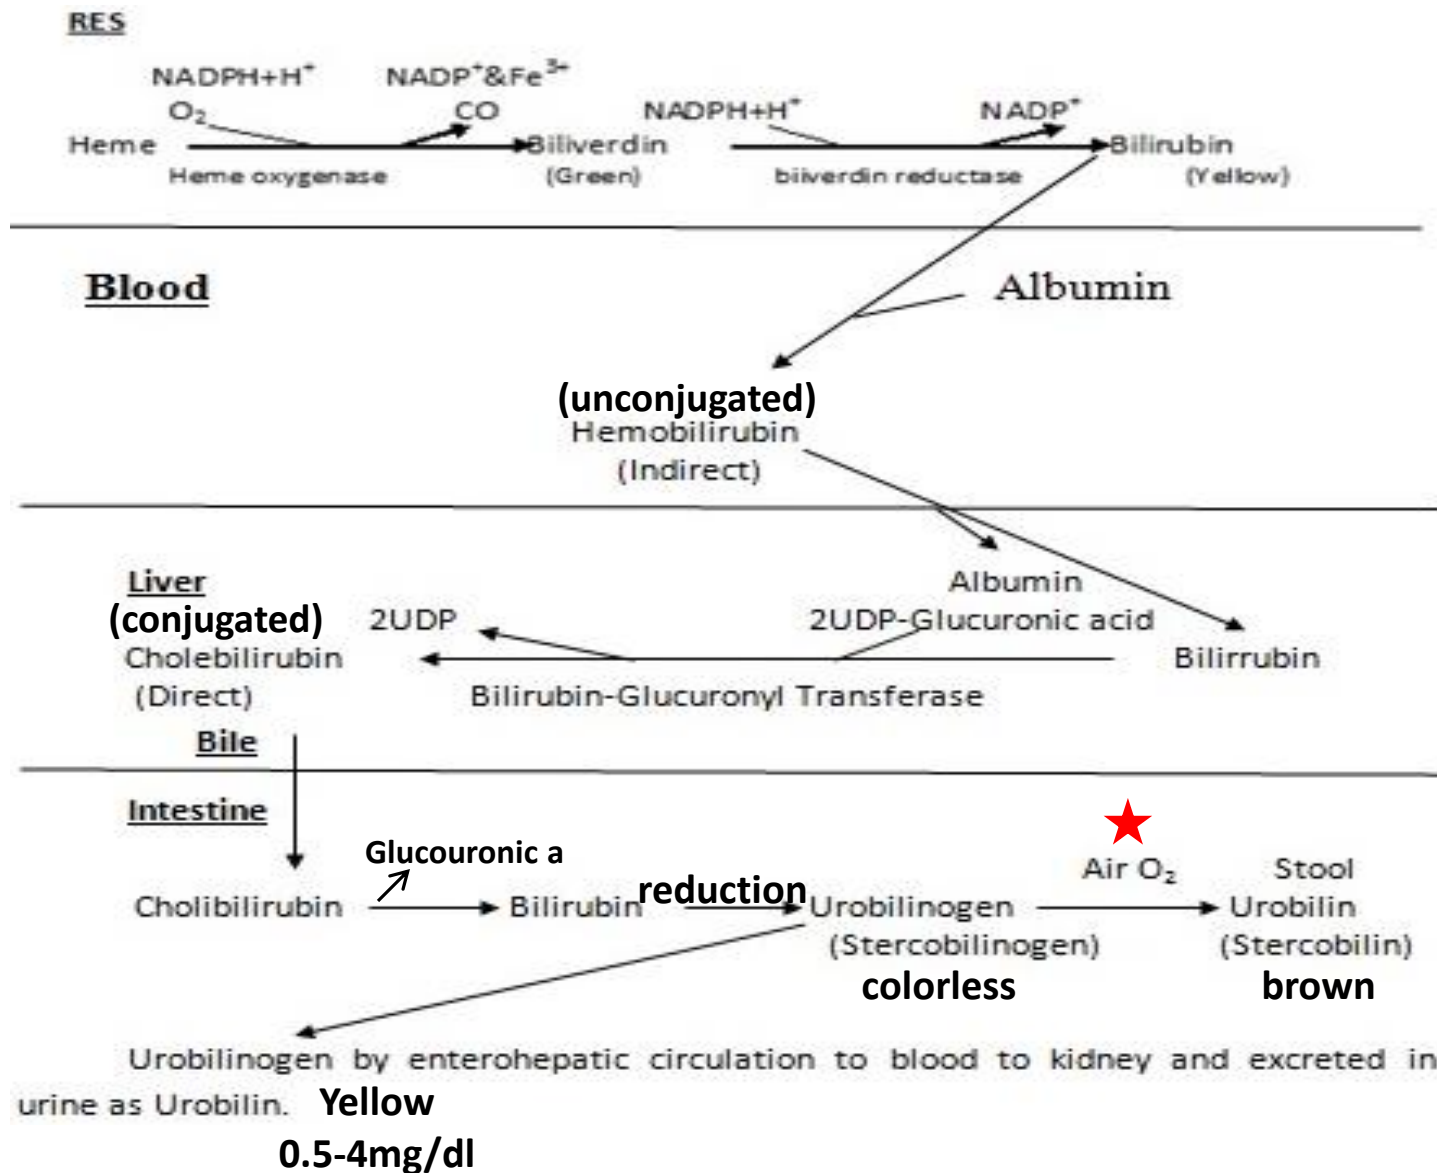 RES
NADPH+H⁺ NADP⁺&Fe³⁺
O₂ CO NADPH+H⁺ NADP⁺
Heme Biliverdin Bilirubin
Heme oxygenase (Green) biiverdin reductase (Yellow)
Blood Albumin
(unconjugated)
Hemobilirubin
(Indirect)
Liver Albumin
(conjugated) 2UDP 2UDP-Glucuronic acid
Cholebilirubin Bilirrubin
(Direct) Bilirubin-Glucuronyl Transferase
Bile
Intestine
Glucouronic a Air O₂ Stool
Cholibilirubin Bilirubin reduction Urobilinogen Urobilin
(Stercobilinogen) (Stercobilin)
colorless brown
Urobilinogen by enterohepatic circulation to blood to kidney and excreted in
urine as Urobilin. Yellow
0.5-4mg/dl